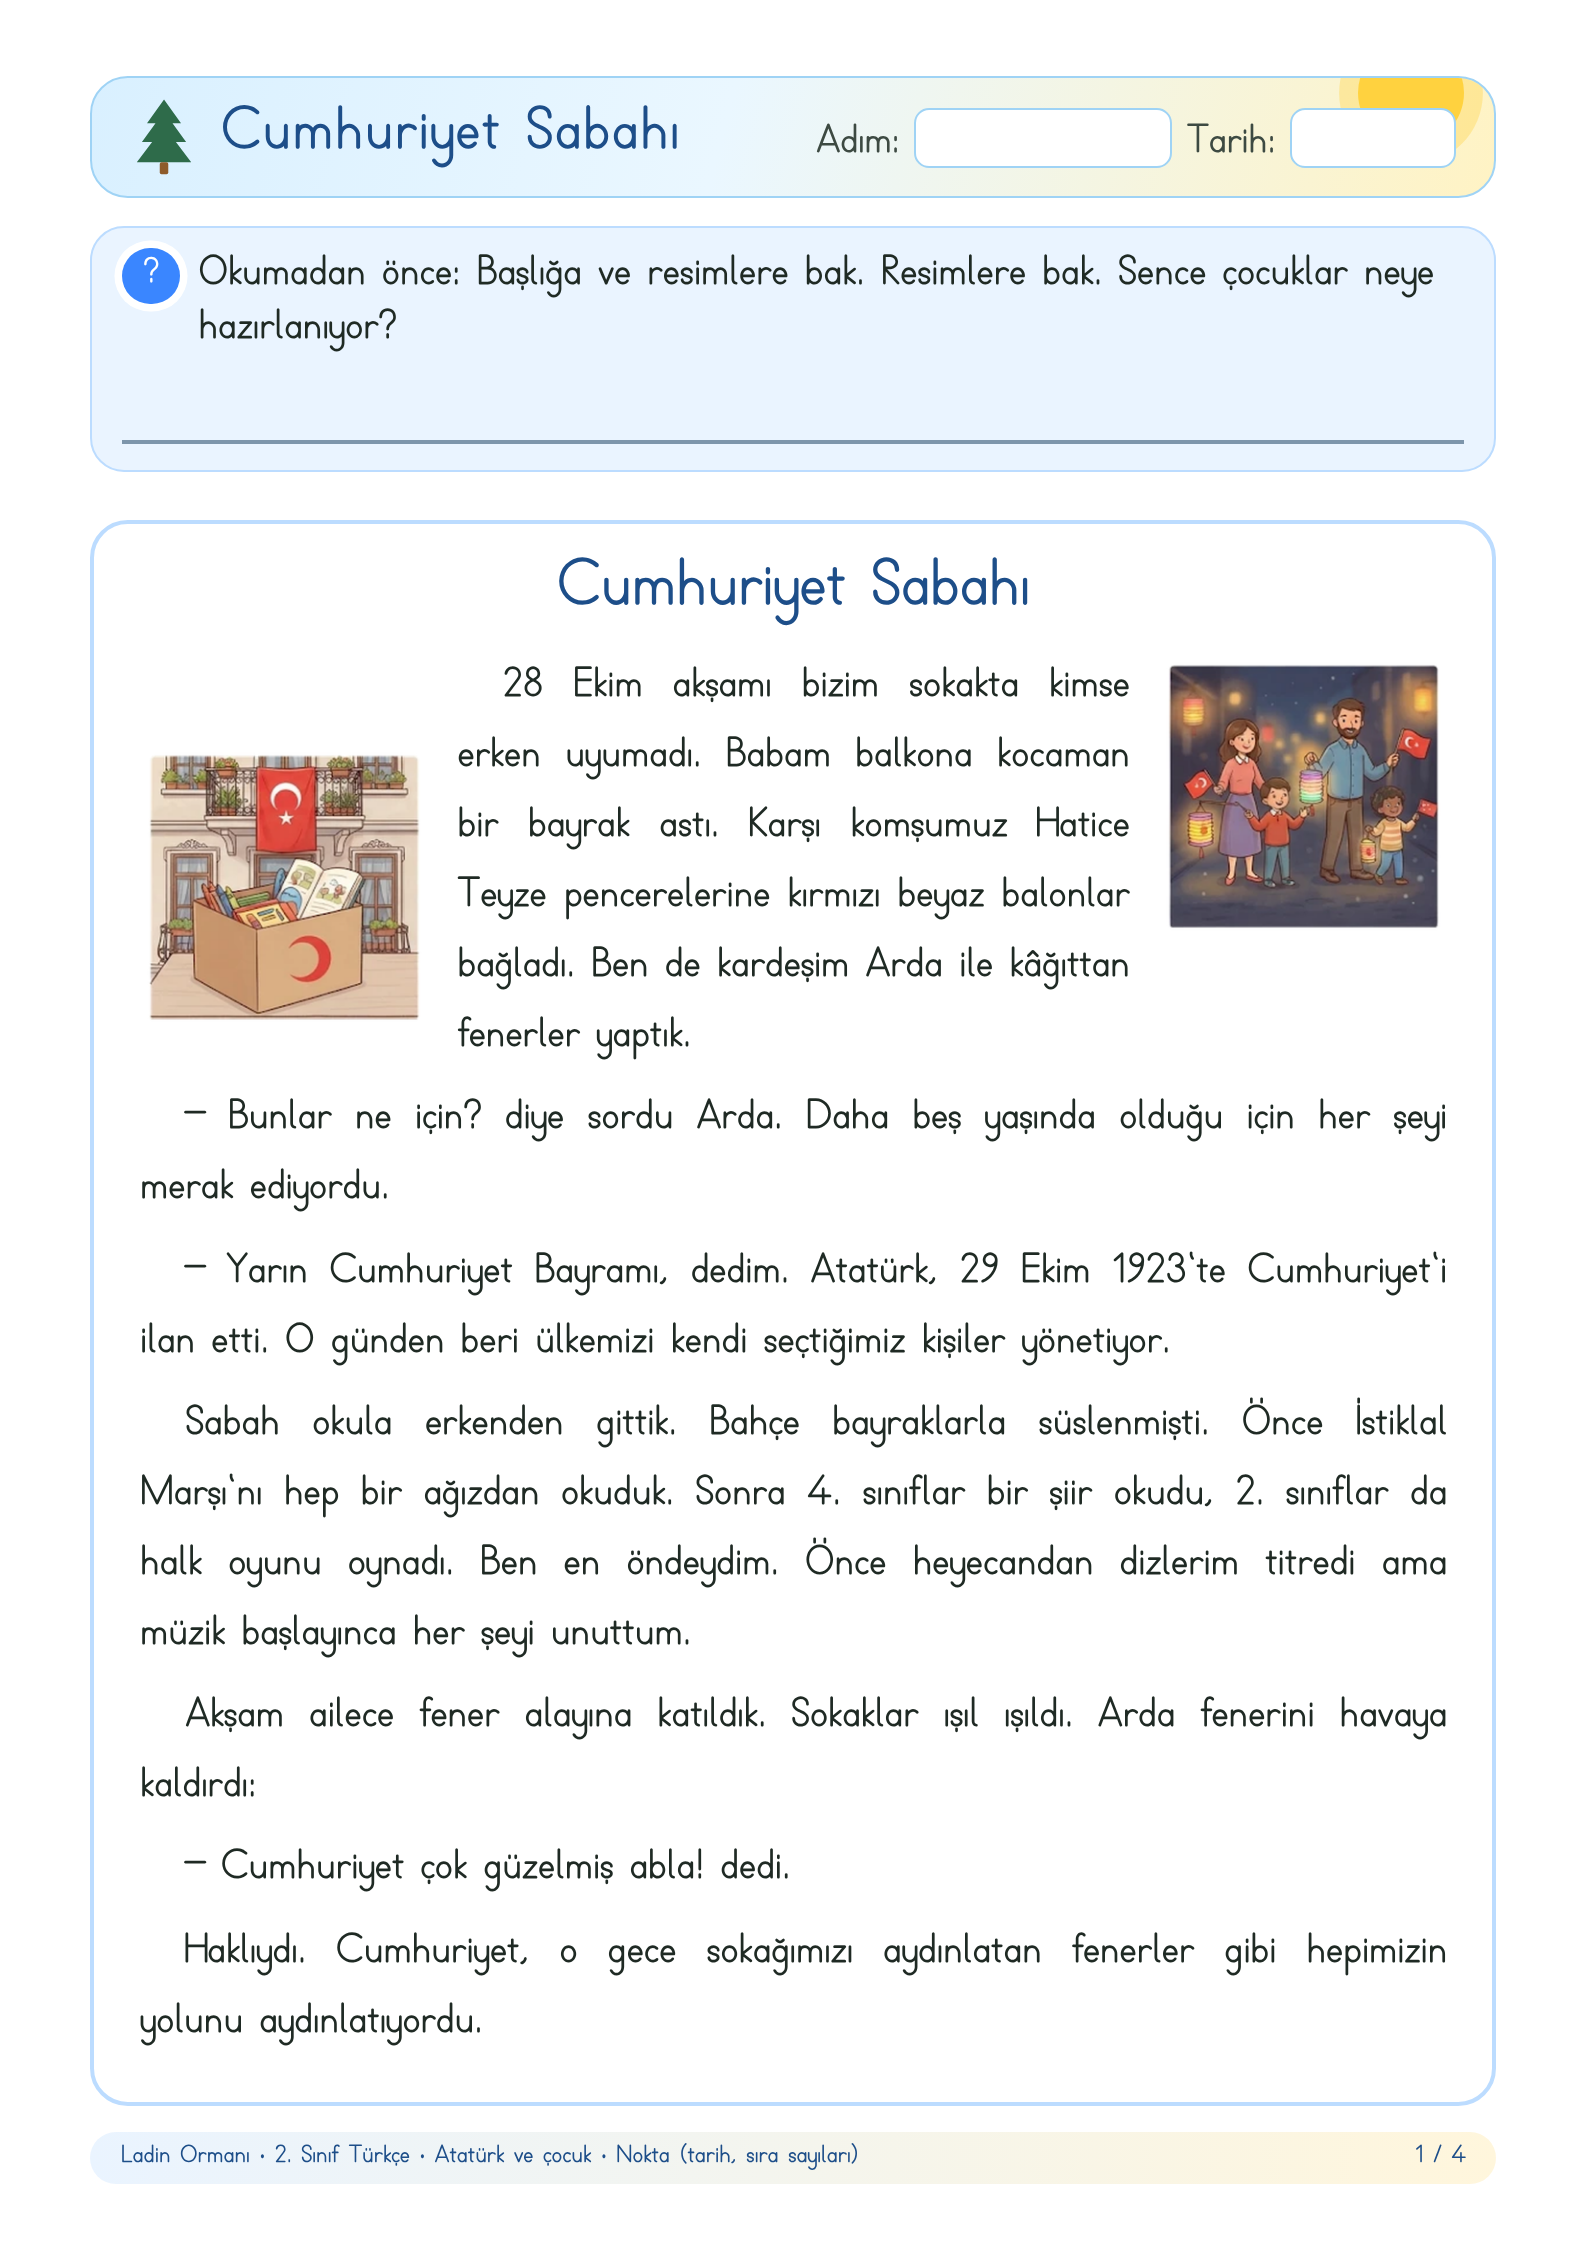 Cumhuriyet Sabahı
Adım:
Tarih:
?
Okumadan önce: Başlığa ve resimlere bak. Resimlere bak. Sence çocuklar neye
hazırlanıyor?
Cumhuriyet Sabahı
28 Ekim akşamı bizim sokakta kimse
erken uyumadı. Babam balkona kocaman
bir bayrak astı. Karşı komşumuz Hatice
Teyze pencerelerine kırmızı beyaz balonlar
bağladı. Ben de kardeşim Arda ile kâğıttan
fenerler yaptık.
– Bunlar ne için? diye sordu Arda. Daha beş yaşında olduğu için her şeyi
merak ediyordu.
– Yarın Cumhuriyet Bayramı, dedim. Atatürk, 29 Ekim 1923‛te Cumhuriyet‛i
ilan etti. O günden beri ülkemizi kendi seçtiğimiz kişiler yönetiyor.
Sabah okula erkenden gittik. Bahçe bayraklarla süslenmişti. Önce İstiklal
Marşı‛nı hep bir ağızdan okuduk. Sonra 4. sınıflar bir şiir okudu, 2. sınıflar da
halk oyunu oynadı. Ben en öndeydim. Önce heyecandan dizlerim titredi ama
müzik başlayınca her şeyi unuttum.
Akşam ailece fener alayına katıldık. Sokaklar ışıl ışıldı. Arda fenerini havaya
kaldırdı:
– Cumhuriyet çok güzelmiş abla! dedi.
Haklıydı. Cumhuriyet, o gece sokağımızı aydınlatan fenerler gibi hepimizin
yolunu aydınlatıyordu.
Ladin Ormanı • 2. Sınıf Türkçe • Atatürk ve çocuk • Nokta (tarih, sıra sayıları)
1 / 4